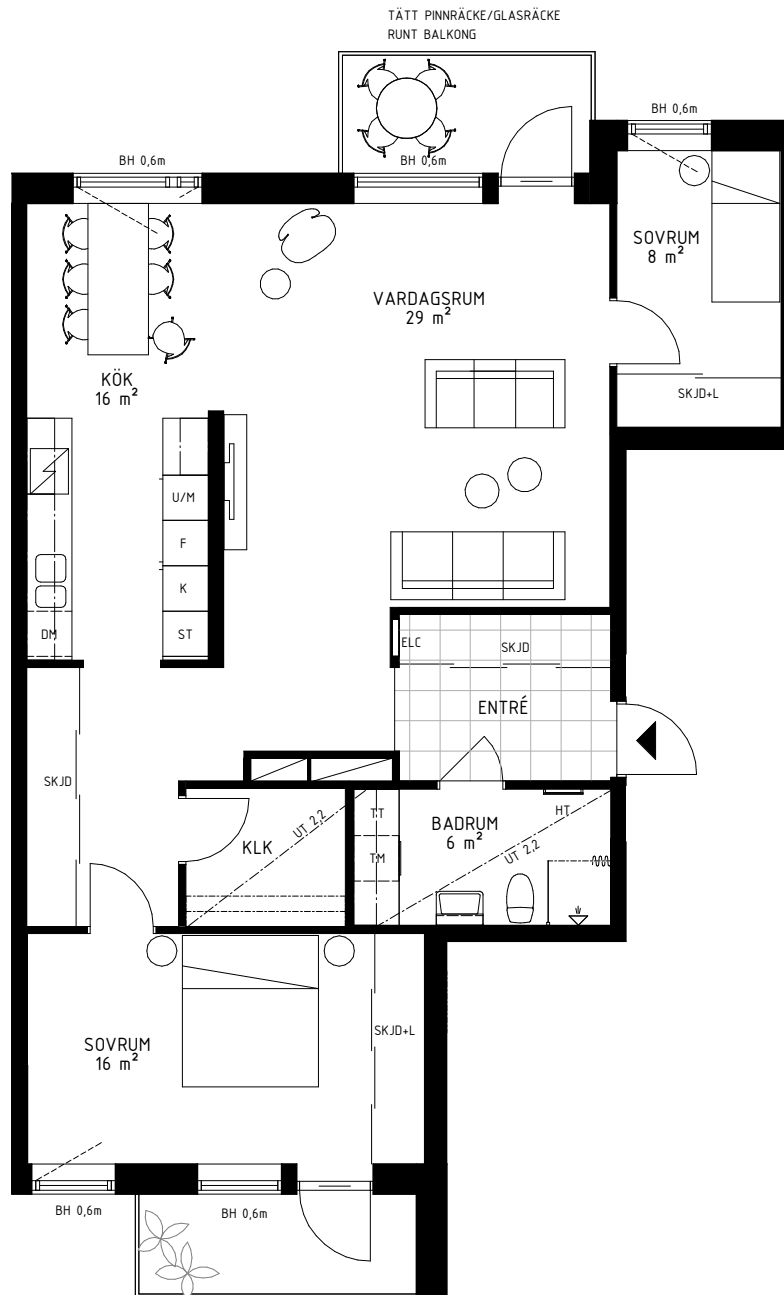 TÄTT PINNRÄCKE/GLASRÄCKE
RUNT BALKONG
BH 0,6m
BH 0,6m
BH 0,6m
SOVRUM
8 m²
VARDAGSRUM
29 m²
KÖK
16 m²
SKJD+L
U/M
F
K
DM
ST
ELC
SKJD
ENTRÉ
SKJD
KLK
UT 2,2
TT
TM
BADRUM
6 m²
HT
UT 2,2
SOVRUM
16 m²
SKJD+L
BH 0,6m
BH 0,6m